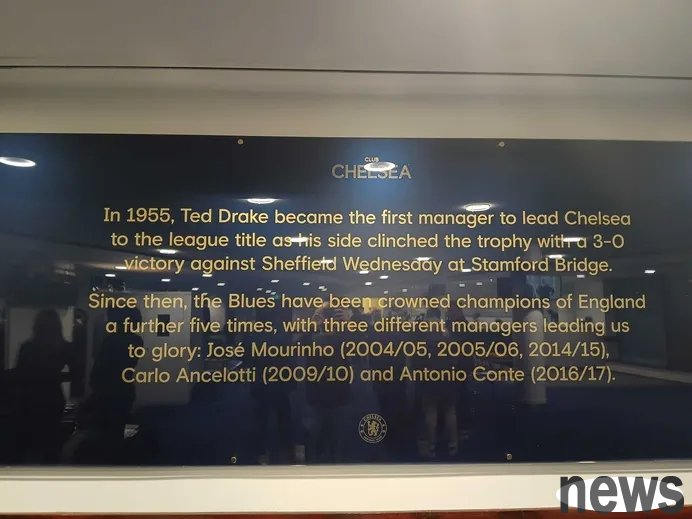 CLUB
CHELSEA
In 1955, Ted Drake became the first manager to lead Chelsea
to the league title as his side clinched the trophy with a 3-0
victory against Sheffield Wednesday at Stamford Bridge.
Since then, the Blues have been crowned champions of England
a further five times, with three different managers leading us
to glory: José Mourinho (2004/05, 2005/06, 2014/15),
Carlo Ancelotti (2009/10) and Antonio Conte (2016/17).
news